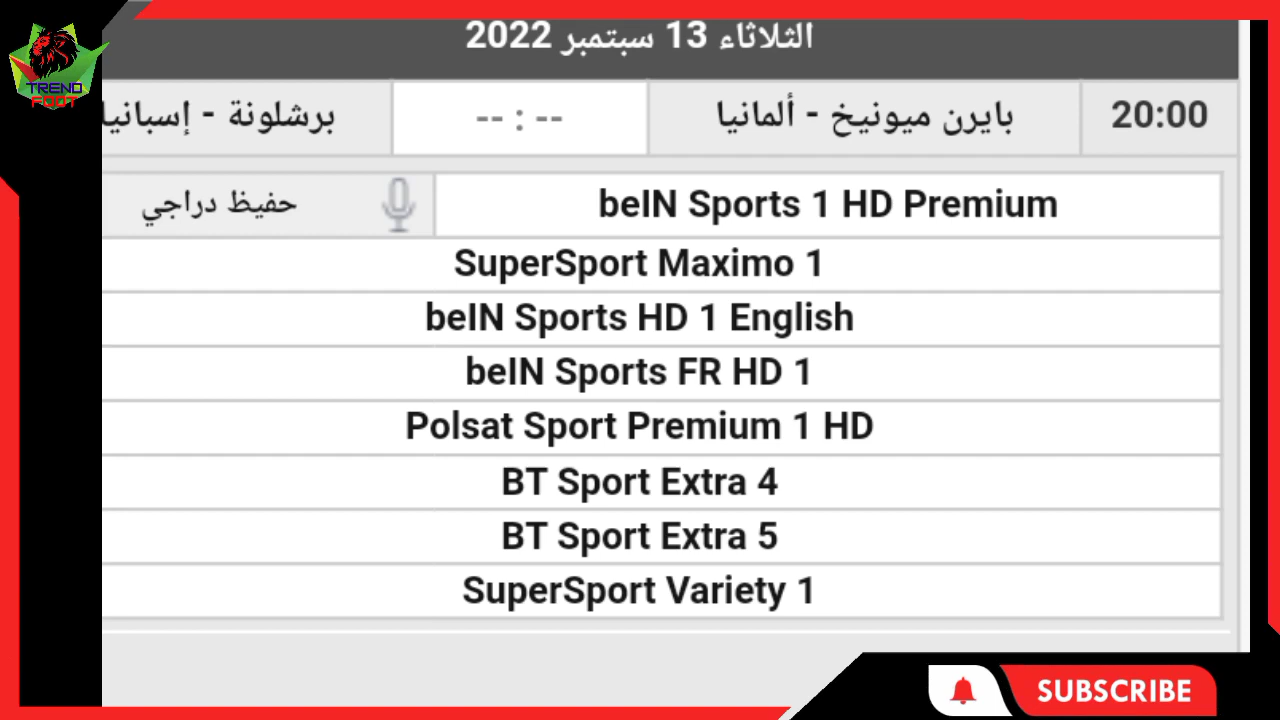 TREND
FOOT
الثلاثاء 13 سبتمبر 2022
20:00 بايرن ميونيخ - ألمانيا -- : -- برشلونة - إسبانيا
beIN Sports 1 HD Premium حفيظ دراجي
SuperSport Maximo 1
beIN Sports HD 1 English
beIN Sports FR HD 1
Polsat Sport Premium 1 HD
BT Sport Extra 4
BT Sport Extra 5
SuperSport Variety 1
SUBSCRIBE